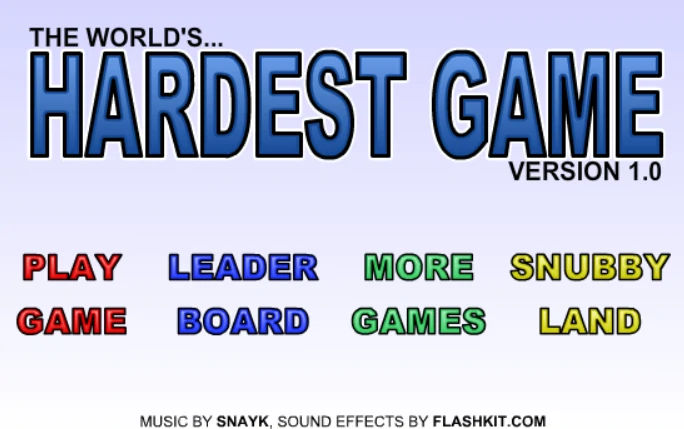 THE WORLD'S...
HARDEST GAME
VERSION 1.0
PLAY GAME
LEADER BOARD
MORE GAMES
SNUBBY LAND
MUSIC BY SNAYK, SOUND EFFECTS BY FLASHKIT.COM